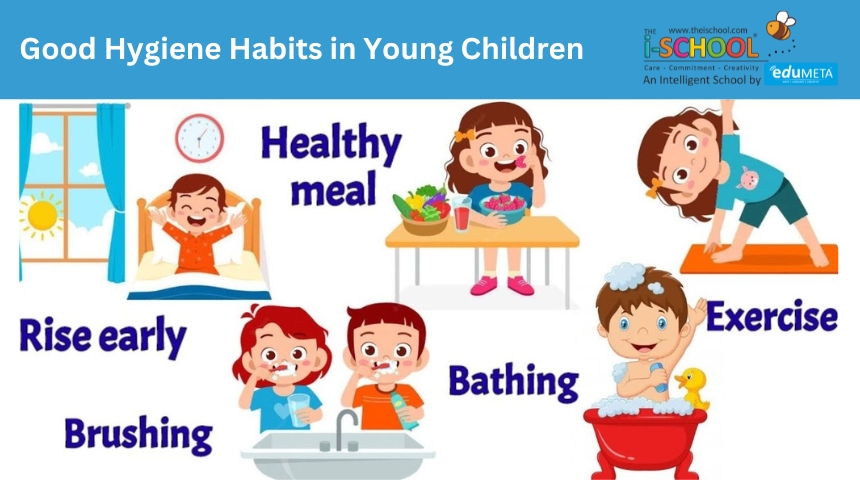 Good Hygiene Habits in Young Children
www.theischool.com
THE
i-SCHOOL
Care - Commitment - Creativity
An Intelligent School by
eduMETA
Healthy
meal
Rise early
Exercise
Bathing
Brushing